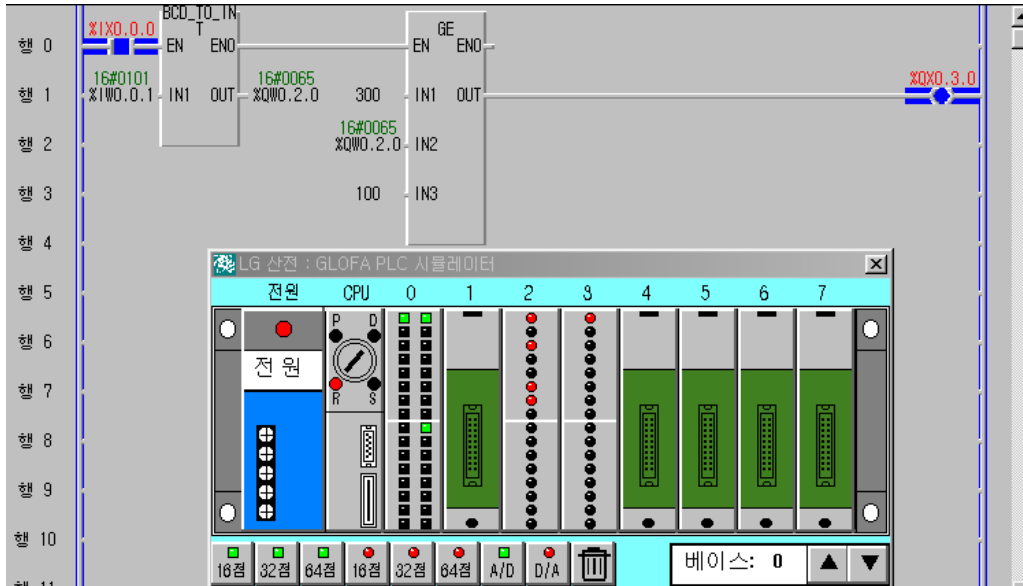 BCD_TO_IN
T
%IX0.0.0
GE
행 0
EN ENO
EN ENO
16#0101
16#0065
%QX0.3.0
행 1
%IW0.0.1 IN1 OUT %QW0.2.0 300 IN1 OUT
16#0065
행 2
%QW0.2.0 IN2
행 3
100 IN3
행 4
LG 산전 : GLOFA PLC 시뮬레이터
행 5
전원 CPU 0 1 2 3 4 5 6 7
행 6
P D
전 원
행 7
R S
행 8
행 9
행 10
16점 32점 64점 16점 32점 64점 A/D D/A
베이스: 0
행 11